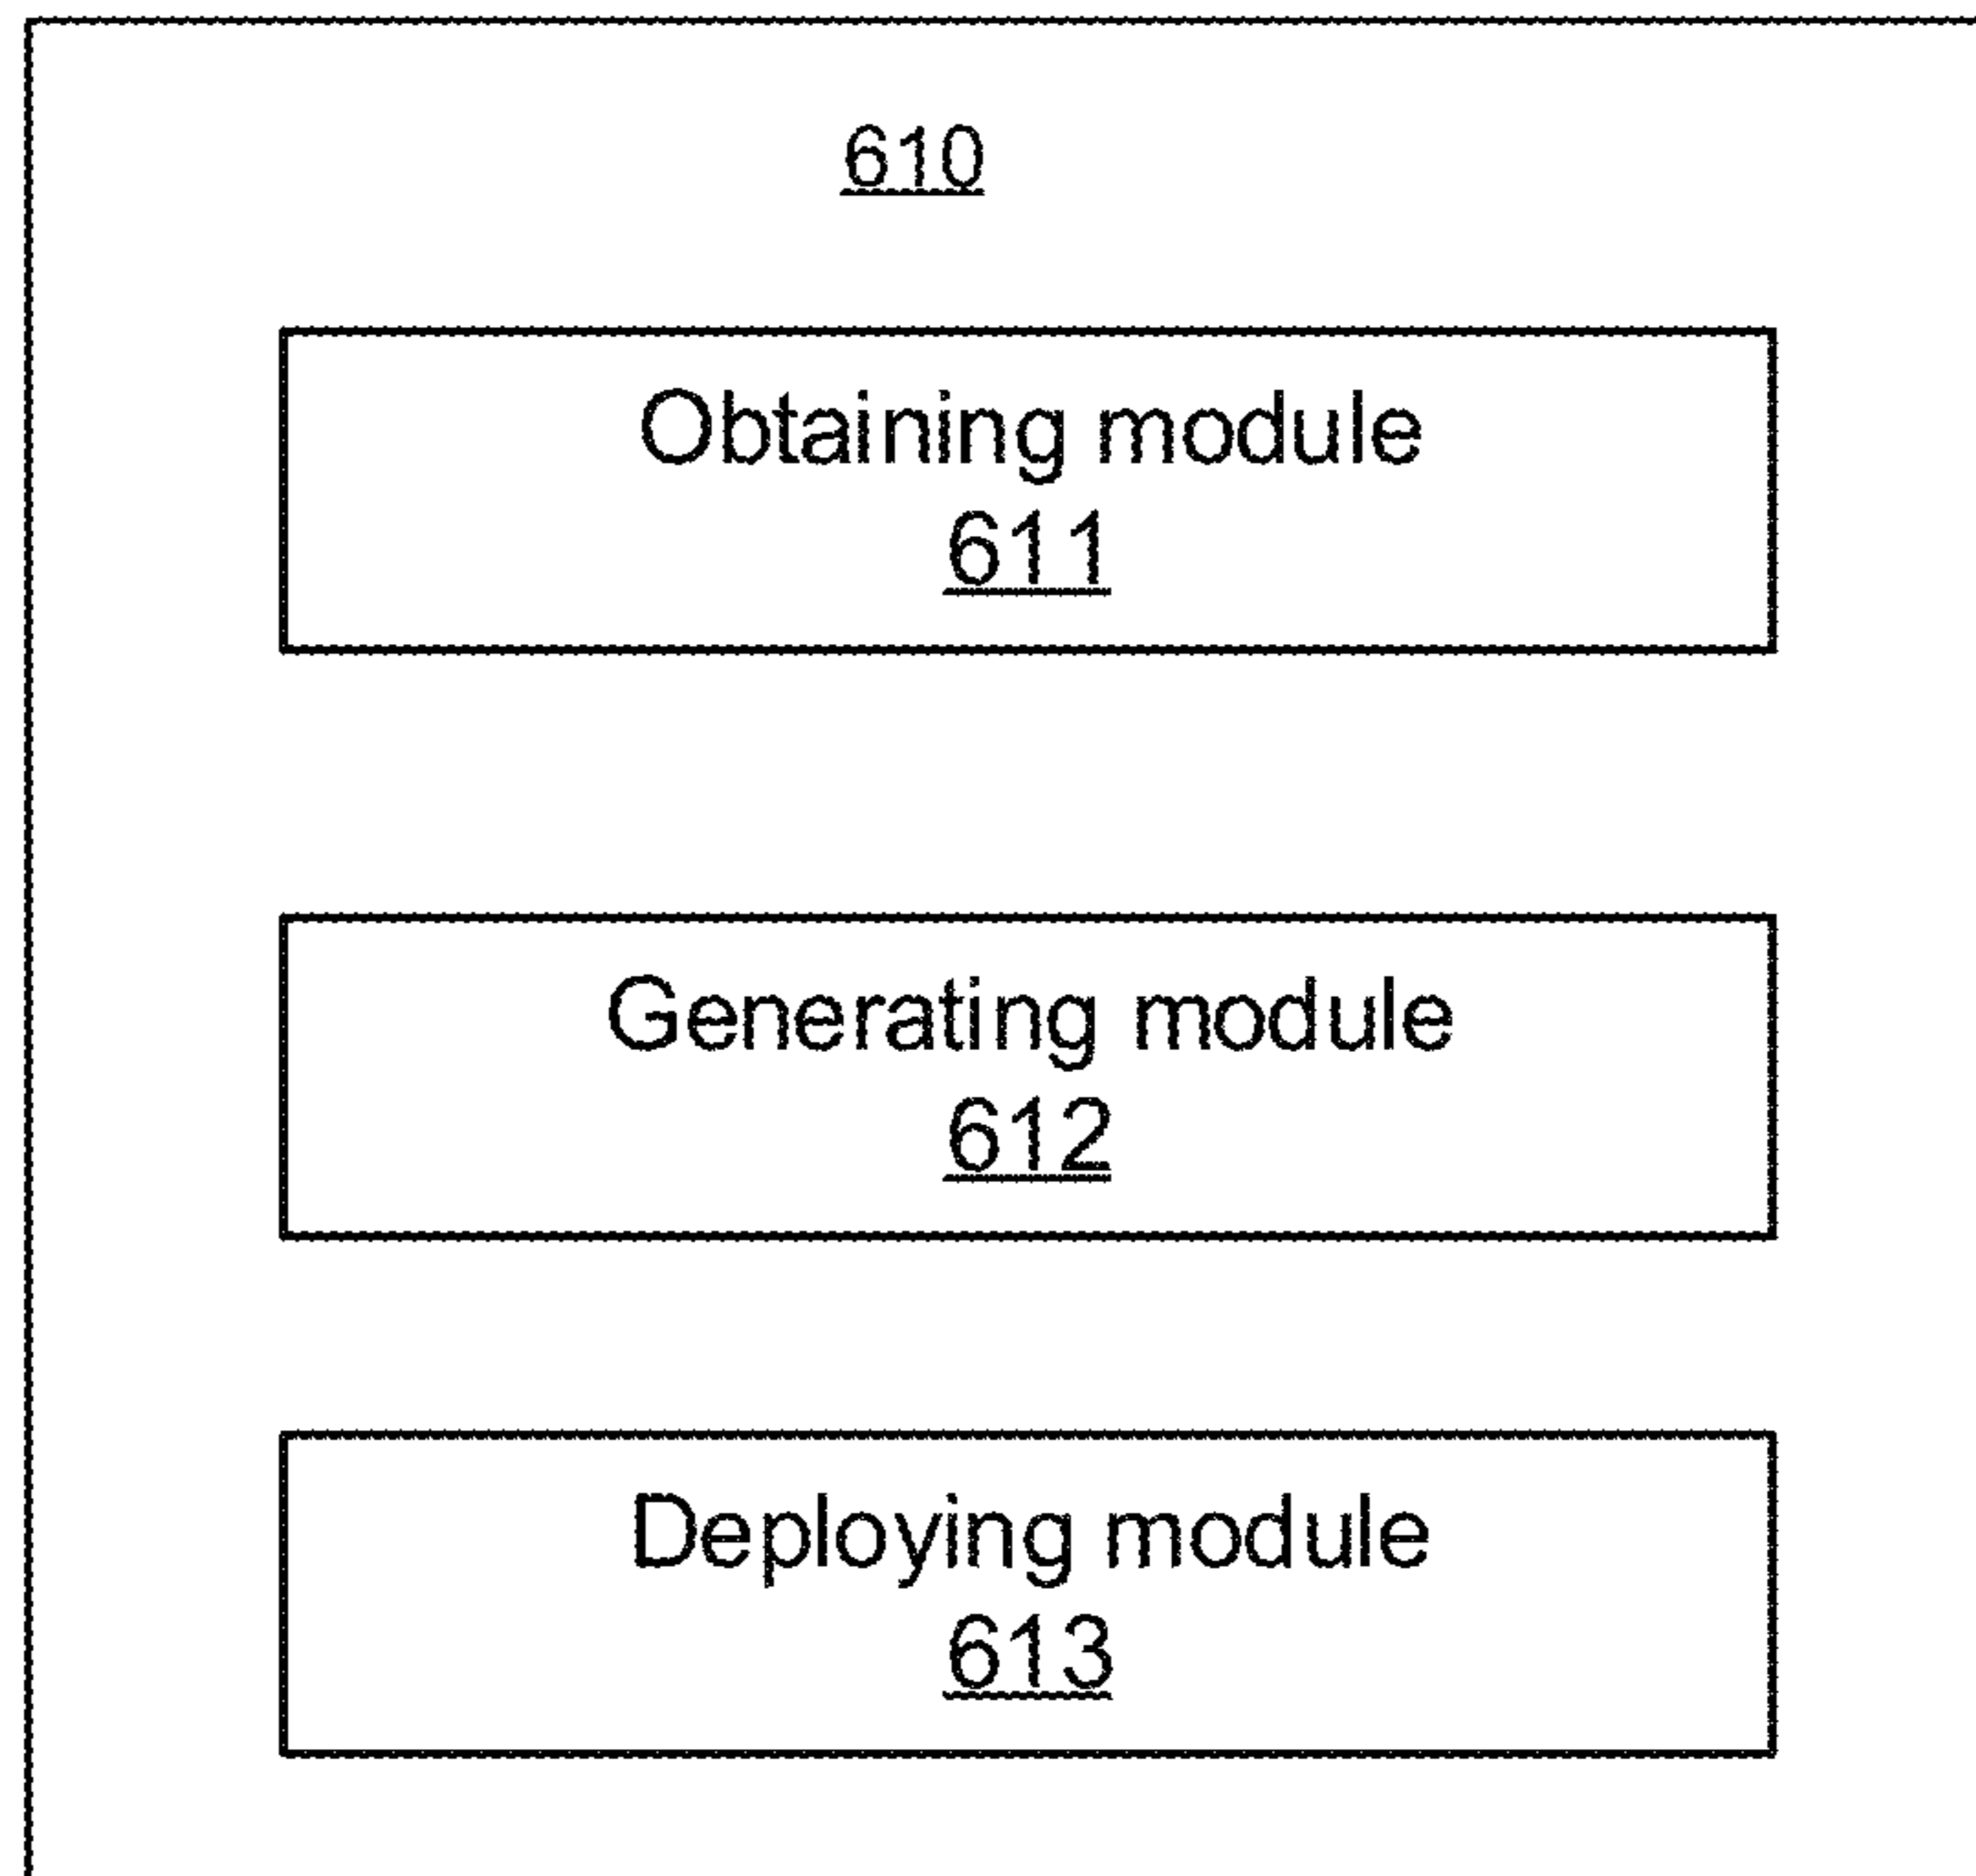 610
Obtaining module
611
Generating module
612
Deploying module
613